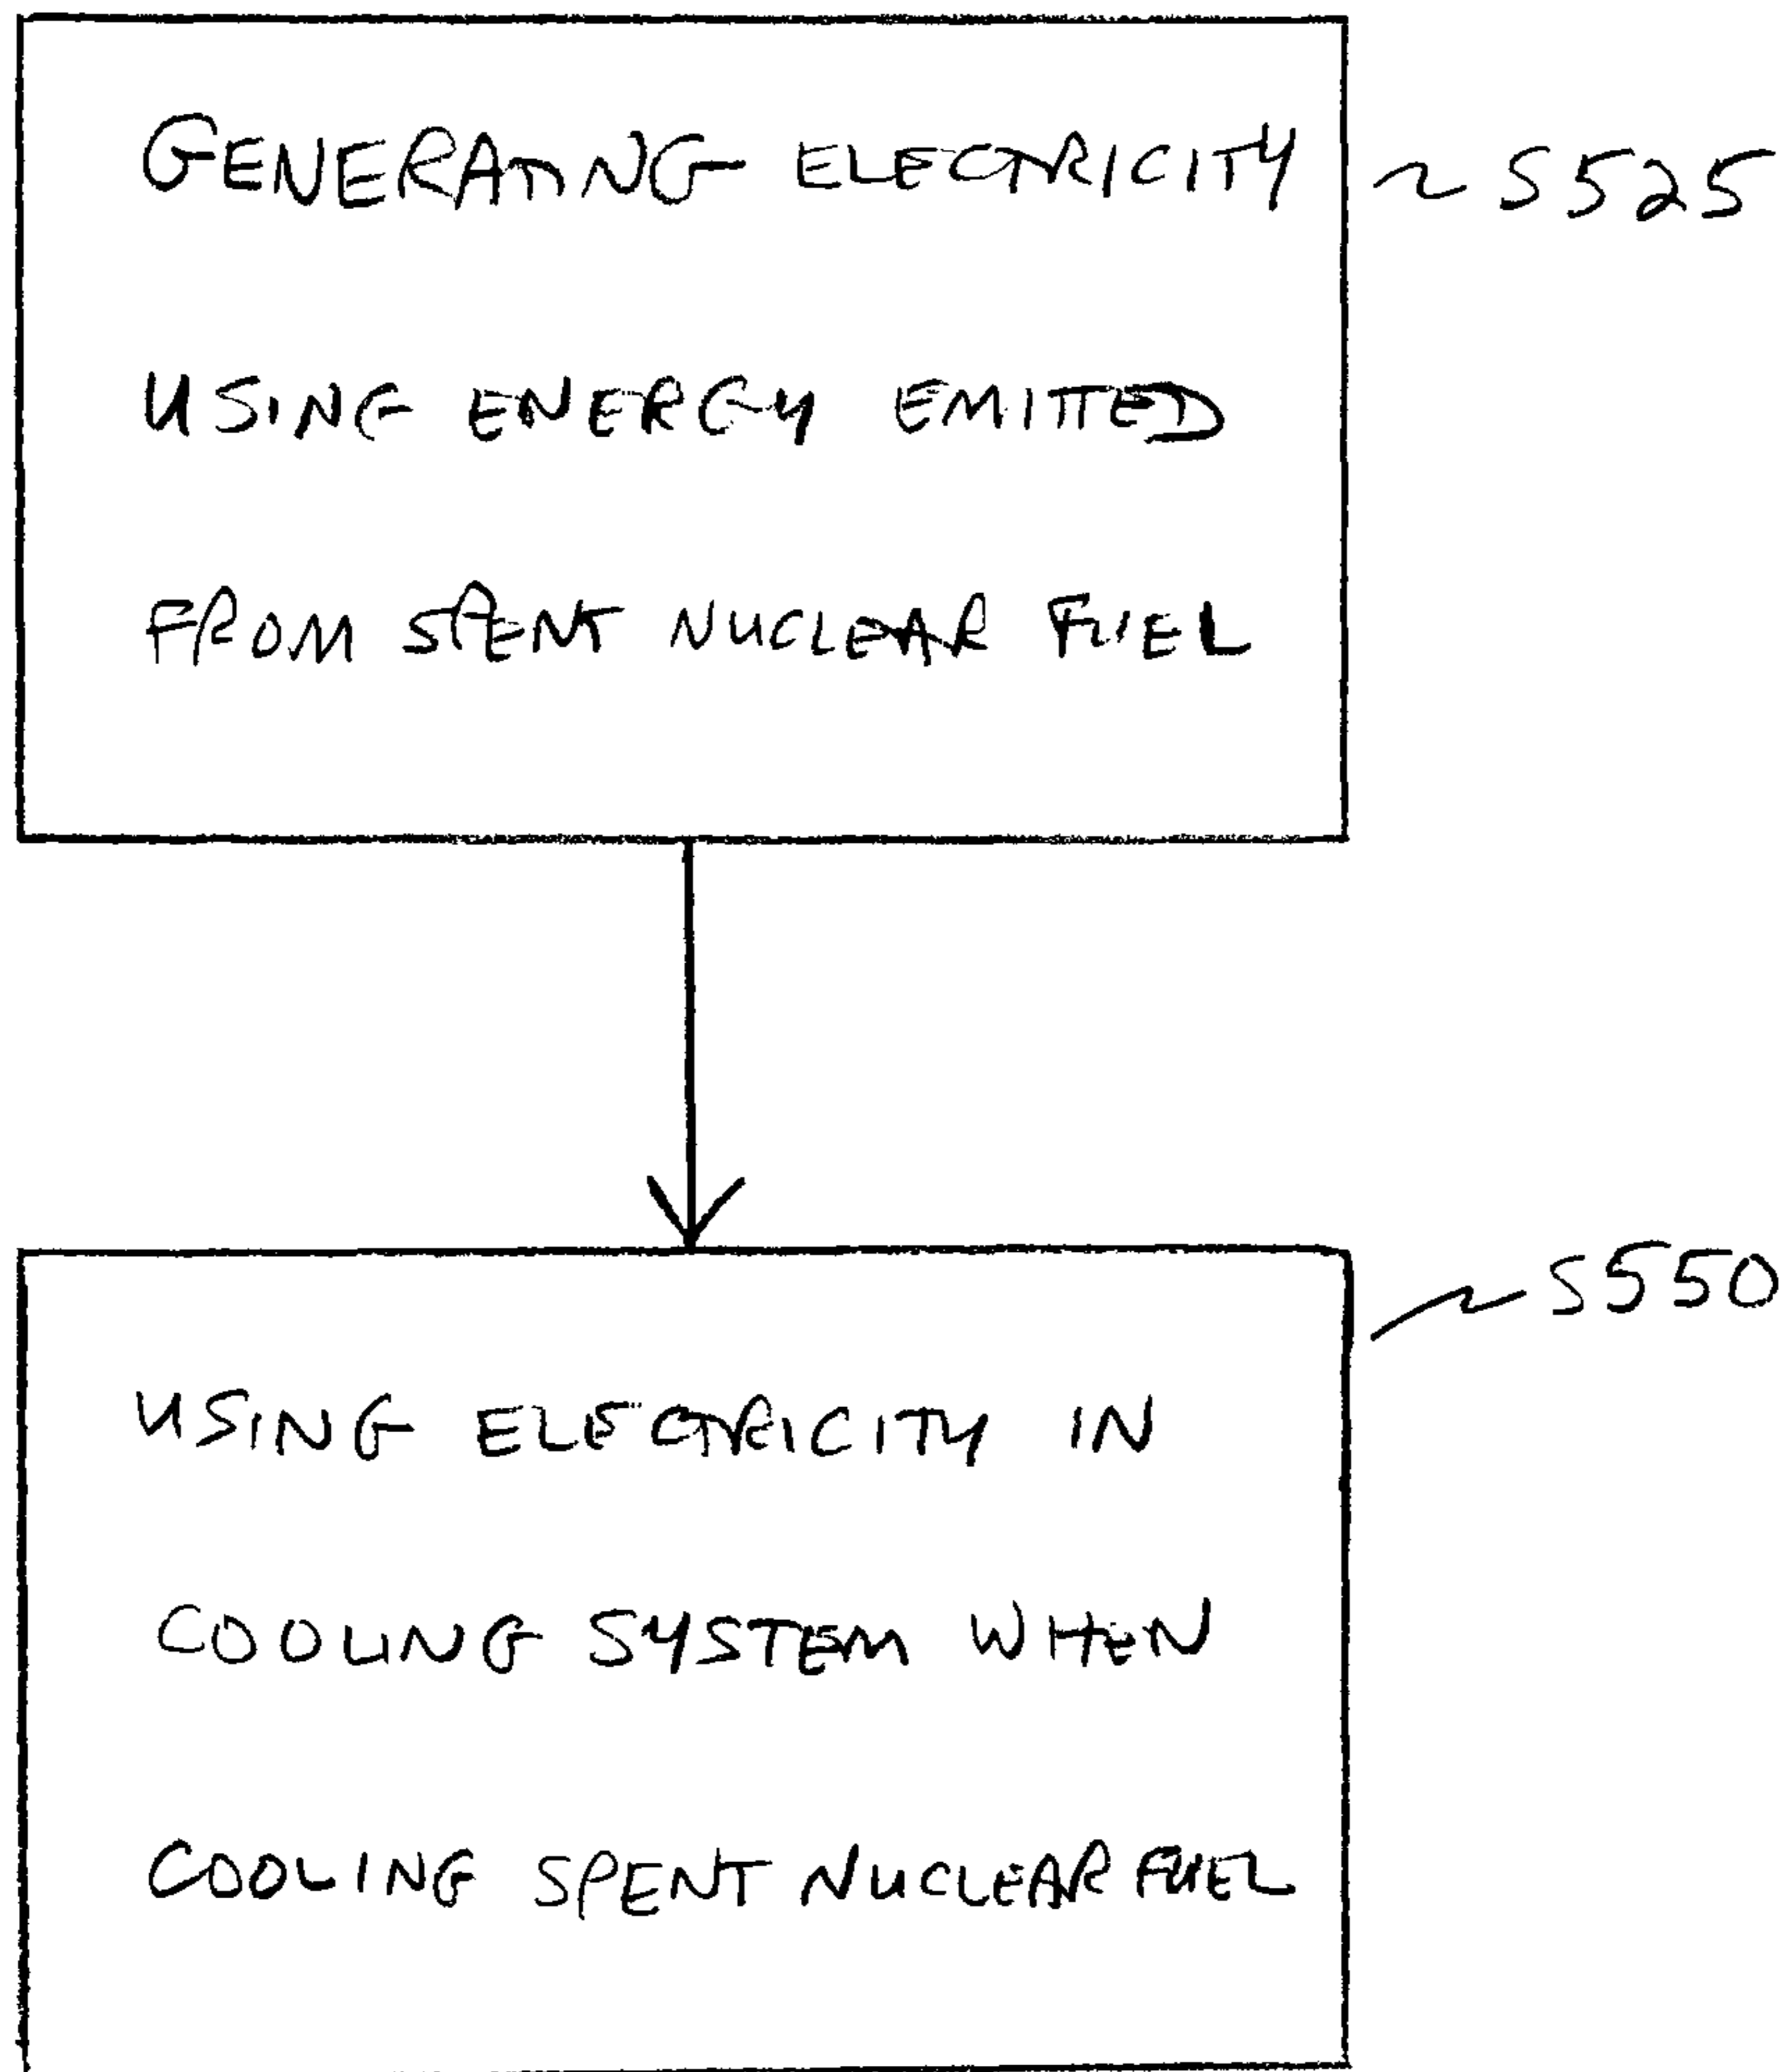 GENERATING ELECTRICITY ~ S525
USING ENERGY EMITTED
FROM SPENT NUCLEAR FUEL
~ S550
USING ELECTRICITY IN
COOLING SYSTEM WHEN
COOLING SPENT NUCLEAR FUEL